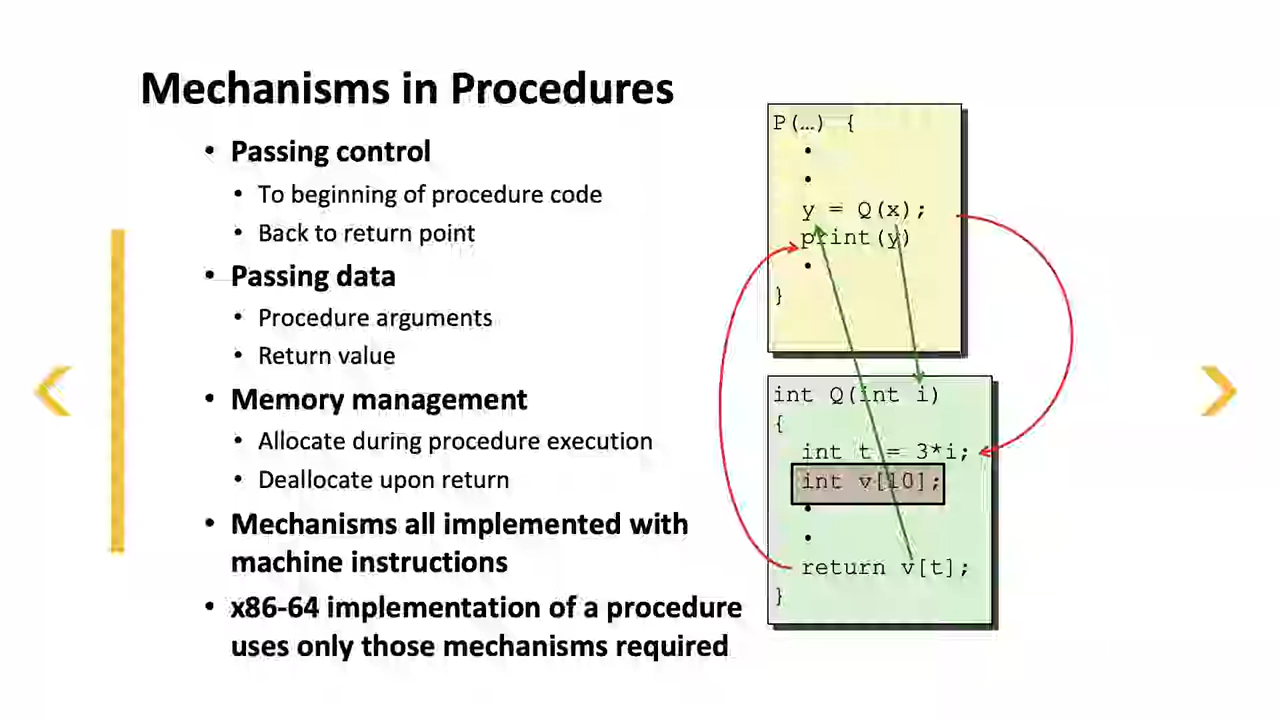 Mechanisms in Procedures
• Passing control
• To beginning of procedure code
• Back to return point
• Passing data
• Procedure arguments
• Return value
• Memory management
• Allocate during procedure execution
• Deallocate upon return
• Mechanisms all implemented with
machine instructions
• x86-64 implementation of a procedure
uses only those mechanisms required
P(…) {
•
•
y = Q(x);
print(y)
•
}
int Q(int i)
{
int t = 3*i;
int v[10];
•
•
return v[t];
}